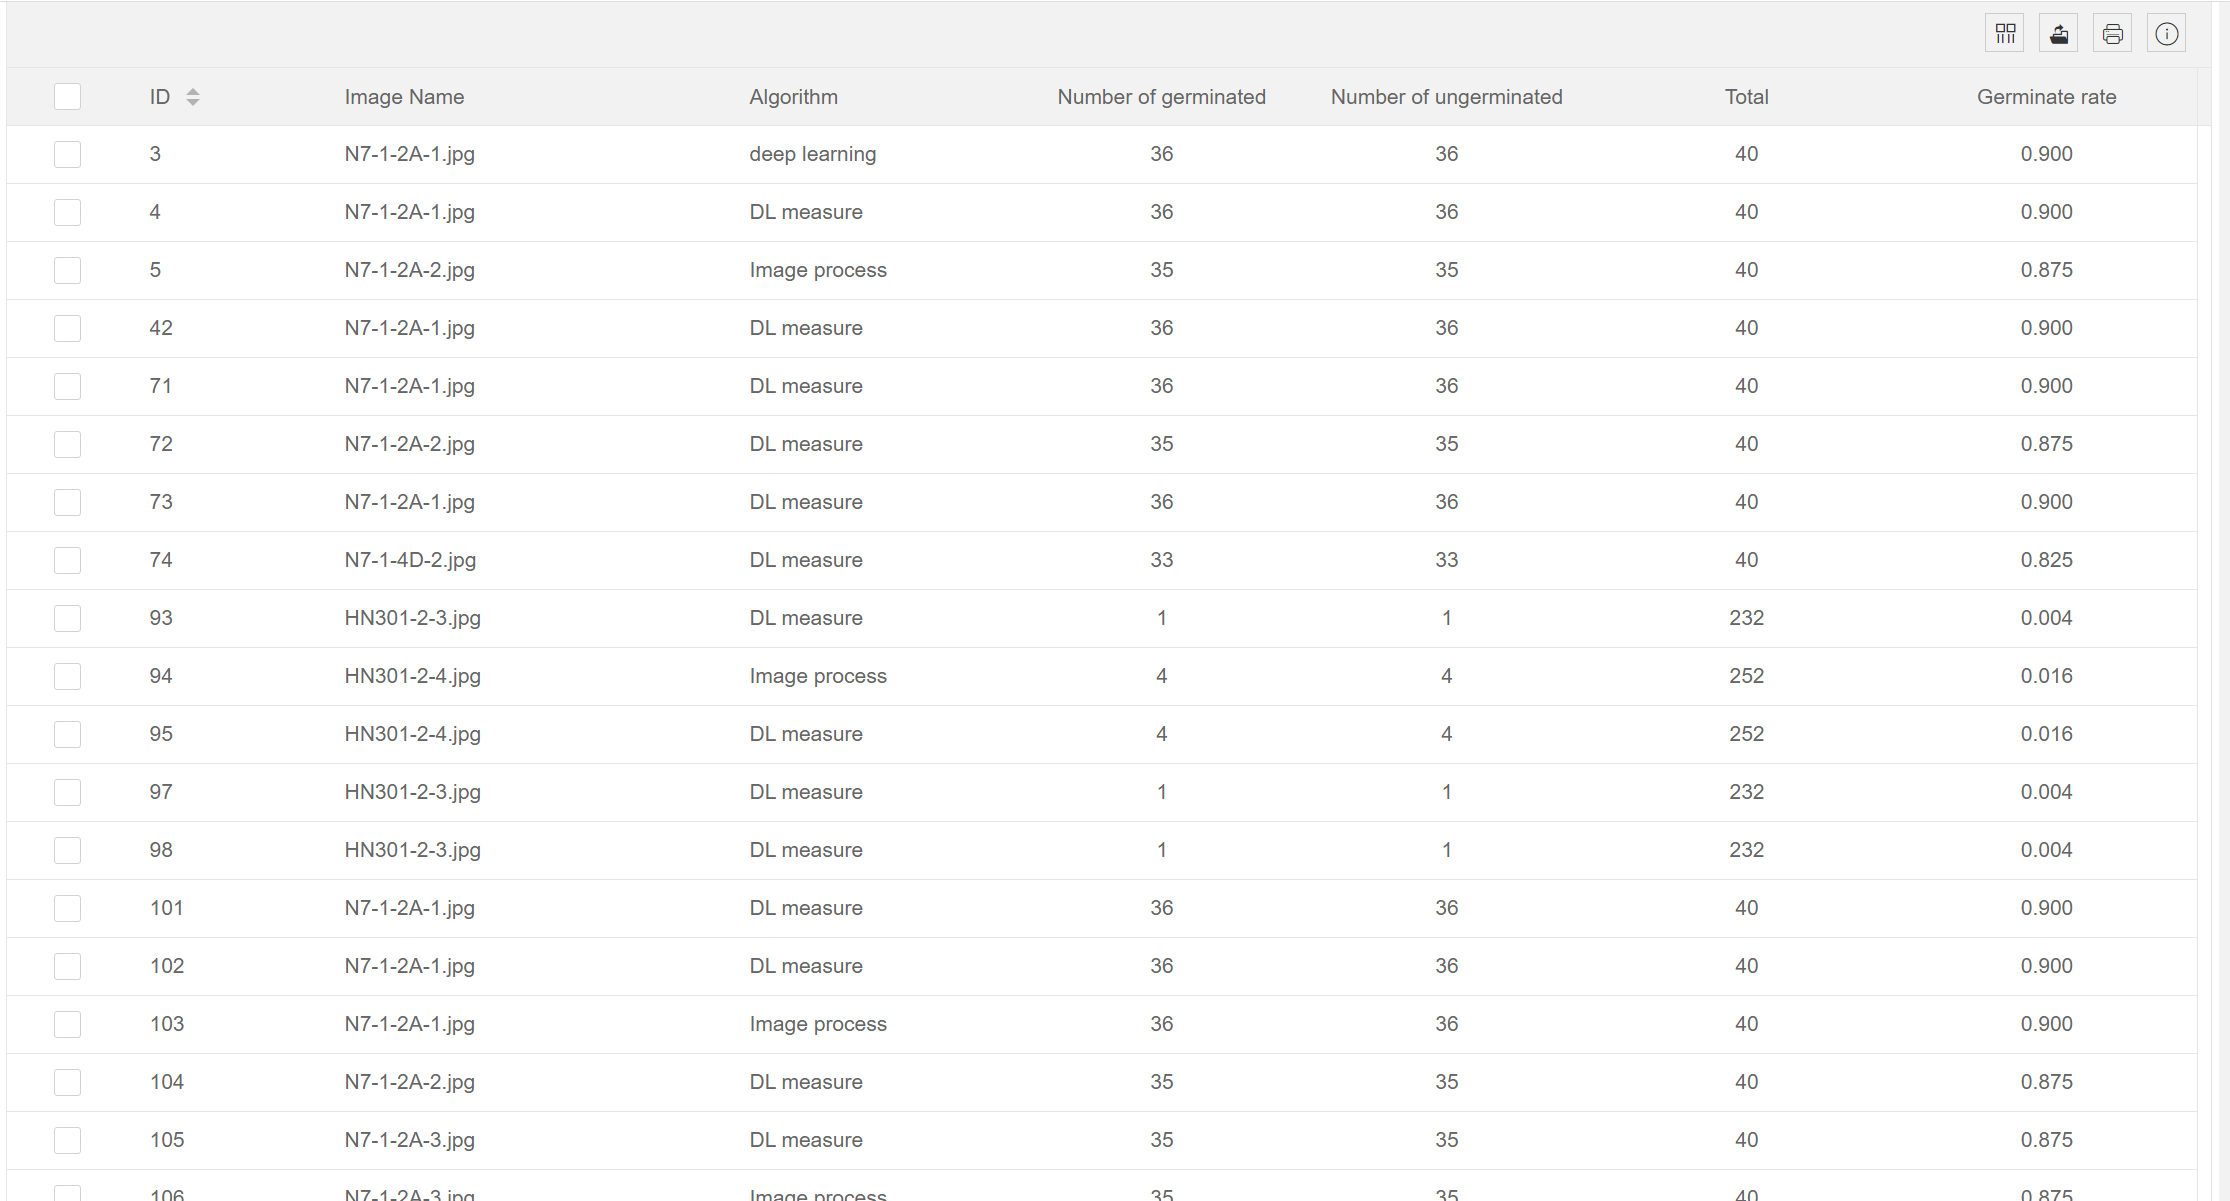 ID Image Name Algorithm Number of germinated Number of ungerminated Total Germinate rate
3 N7-1-2A-1.jpg deep learning 36 36 40 0.900
4 N7-1-2A-1.jpg DL measure 36 36 40 0.900
5 N7-1-2A-2.jpg Image process 35 35 40 0.875
42 N7-1-2A-1.jpg DL measure 36 36 40 0.900
71 N7-1-2A-1.jpg DL measure 36 36 40 0.900
72 N7-1-2A-2.jpg DL measure 35 35 40 0.875
73 N7-1-2A-1.jpg DL measure 36 36 40 0.900
74 N7-1-4D-2.jpg DL measure 33 33 40 0.825
93 HN301-2-3.jpg DL measure 1 1 232 0.004
94 HN301-2-4.jpg Image process 4 4 252 0.016
95 HN301-2-4.jpg DL measure 4 4 252 0.016
97 HN301-2-3.jpg DL measure 1 1 232 0.004
98 HN301-2-3.jpg DL measure 1 1 232 0.004
101 N7-1-2A-1.jpg DL measure 36 36 40 0.900
102 N7-1-2A-1.jpg DL measure 36 36 40 0.900
103 N7-1-2A-1.jpg Image process 36 36 40 0.900
104 N7-1-2A-2.jpg DL measure 35 35 40 0.875
105 N7-1-2A-3.jpg DL measure 35 35 40 0.875
106 N7-1-2A-3.jpg Image process 35 35 40 0.875